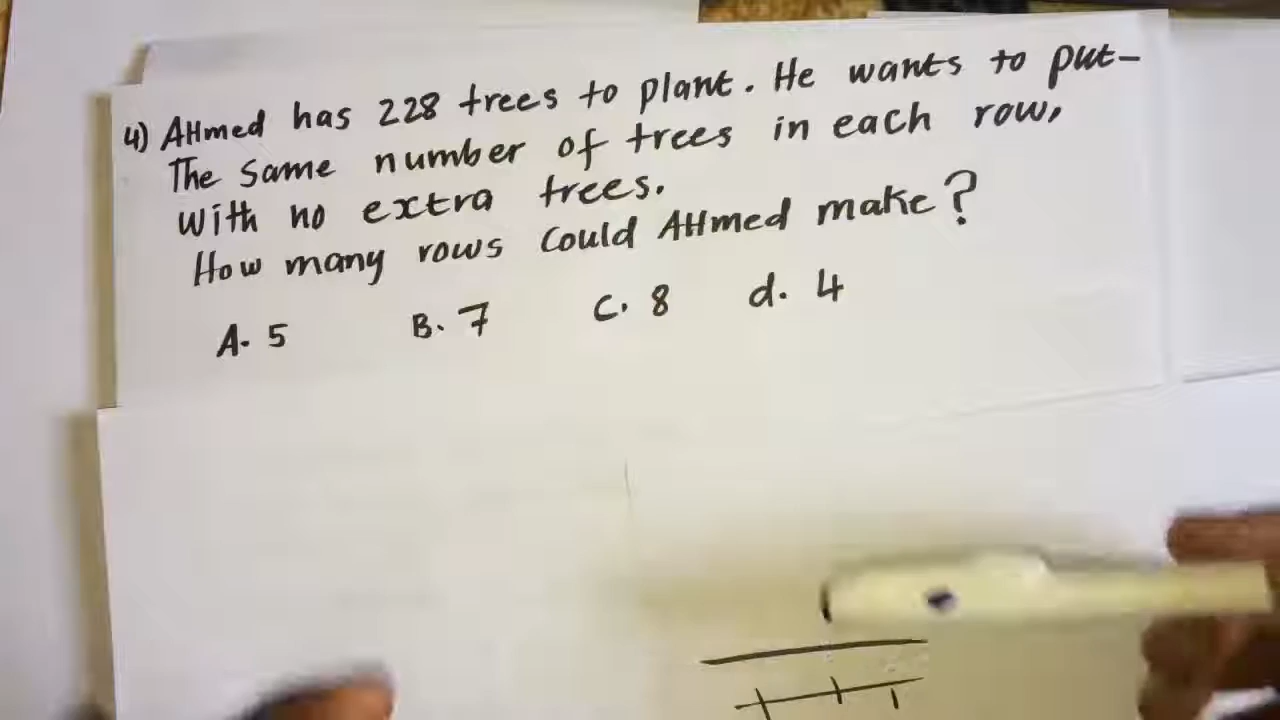 4) AHmed has 228 trees to plant. He wants to put-
The Same number of trees in each row,
With no extra trees.
How many rows Could AHmed make?
A. 5 B. 7 C. 8 d. 4